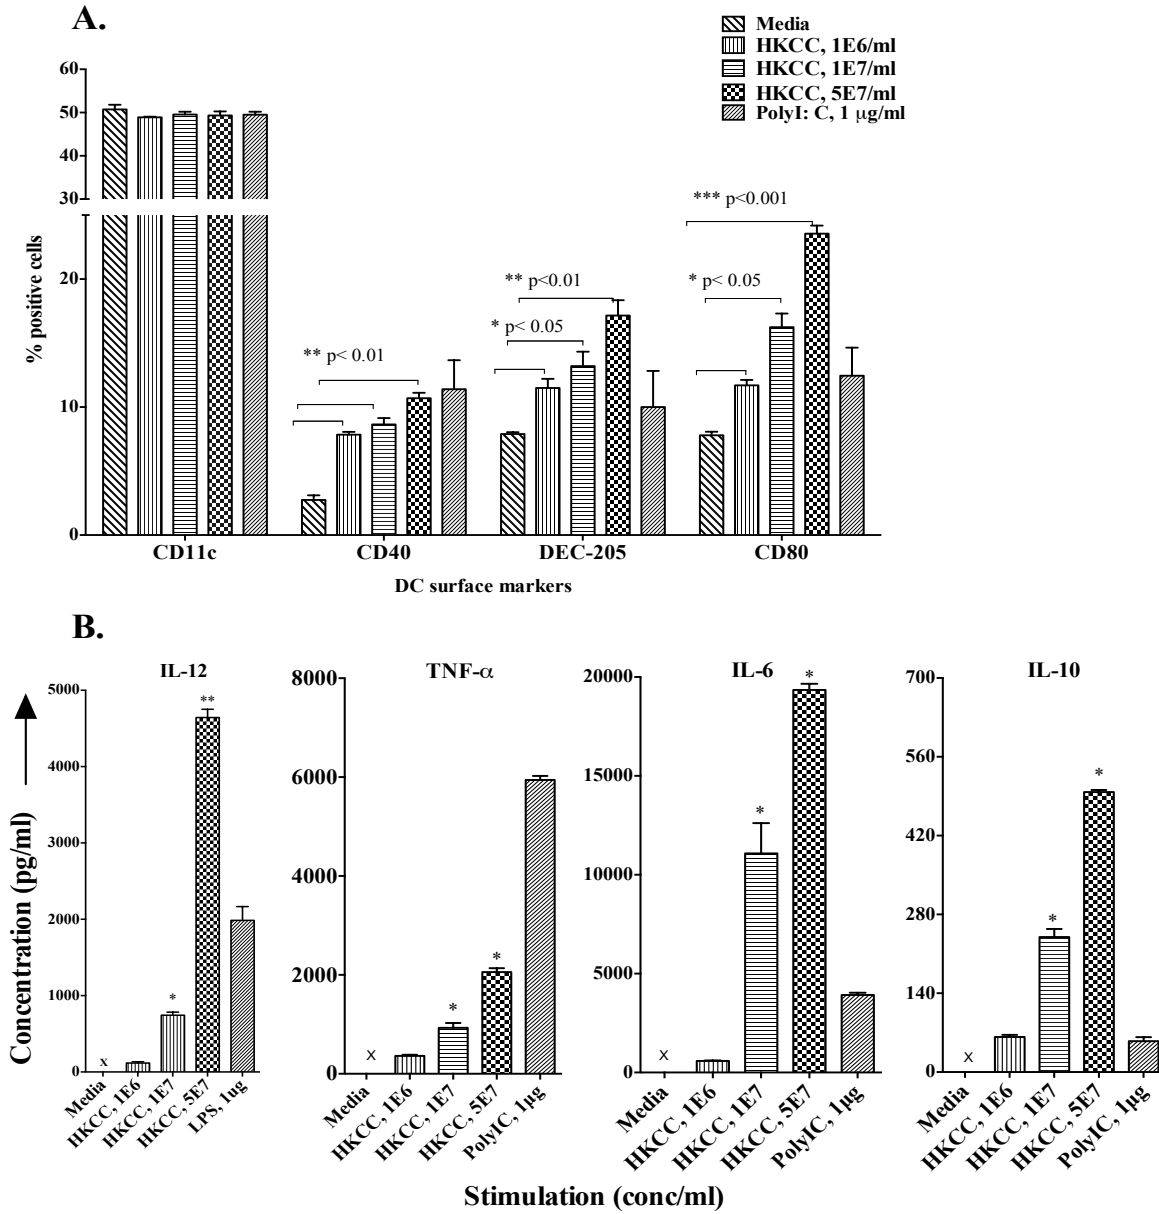 A.
Media
HKCC, 1E6/ml
HKCC, 1E7/ml
HKCC, 5E7/ml
PolyI: C, 1 μg/ml
60
50
40
30
20
10
0
% positive cells
*** p<0.001
** p<0.01
* p< 0.05
* p< 0.05
** p< 0.01
CD11c
CD40
DEC-205
CD80
DC surface markers
B.
Concentration (pg/ml)
IL-12
5000
4000
3000
2000
1000
0
x
*
**
Media
HKCC, 1E6
HKCC, 1E7
HKCC, 5E7
LPS, 1ug
TNF-α
8000
6000
4000
2000
0
X
*
*
Media
HKCC, 1E6
HKCC, 1E7
HKCC, 5E7
PolyIC, 1μg
IL-6
20000
15000
10000
5000
0
X
*
*
Media
HKCC, 1E6
HKCC, 1E7
HKCC, 5E7
PolyIC, 1μg
IL-10
700
560
420
280
140
0
X
*
*
Media
HKCC, 1E6
HKCC, 1E7
HKCC, 5E7
PolyIC, 1μg
Stimulation (conc/ml)